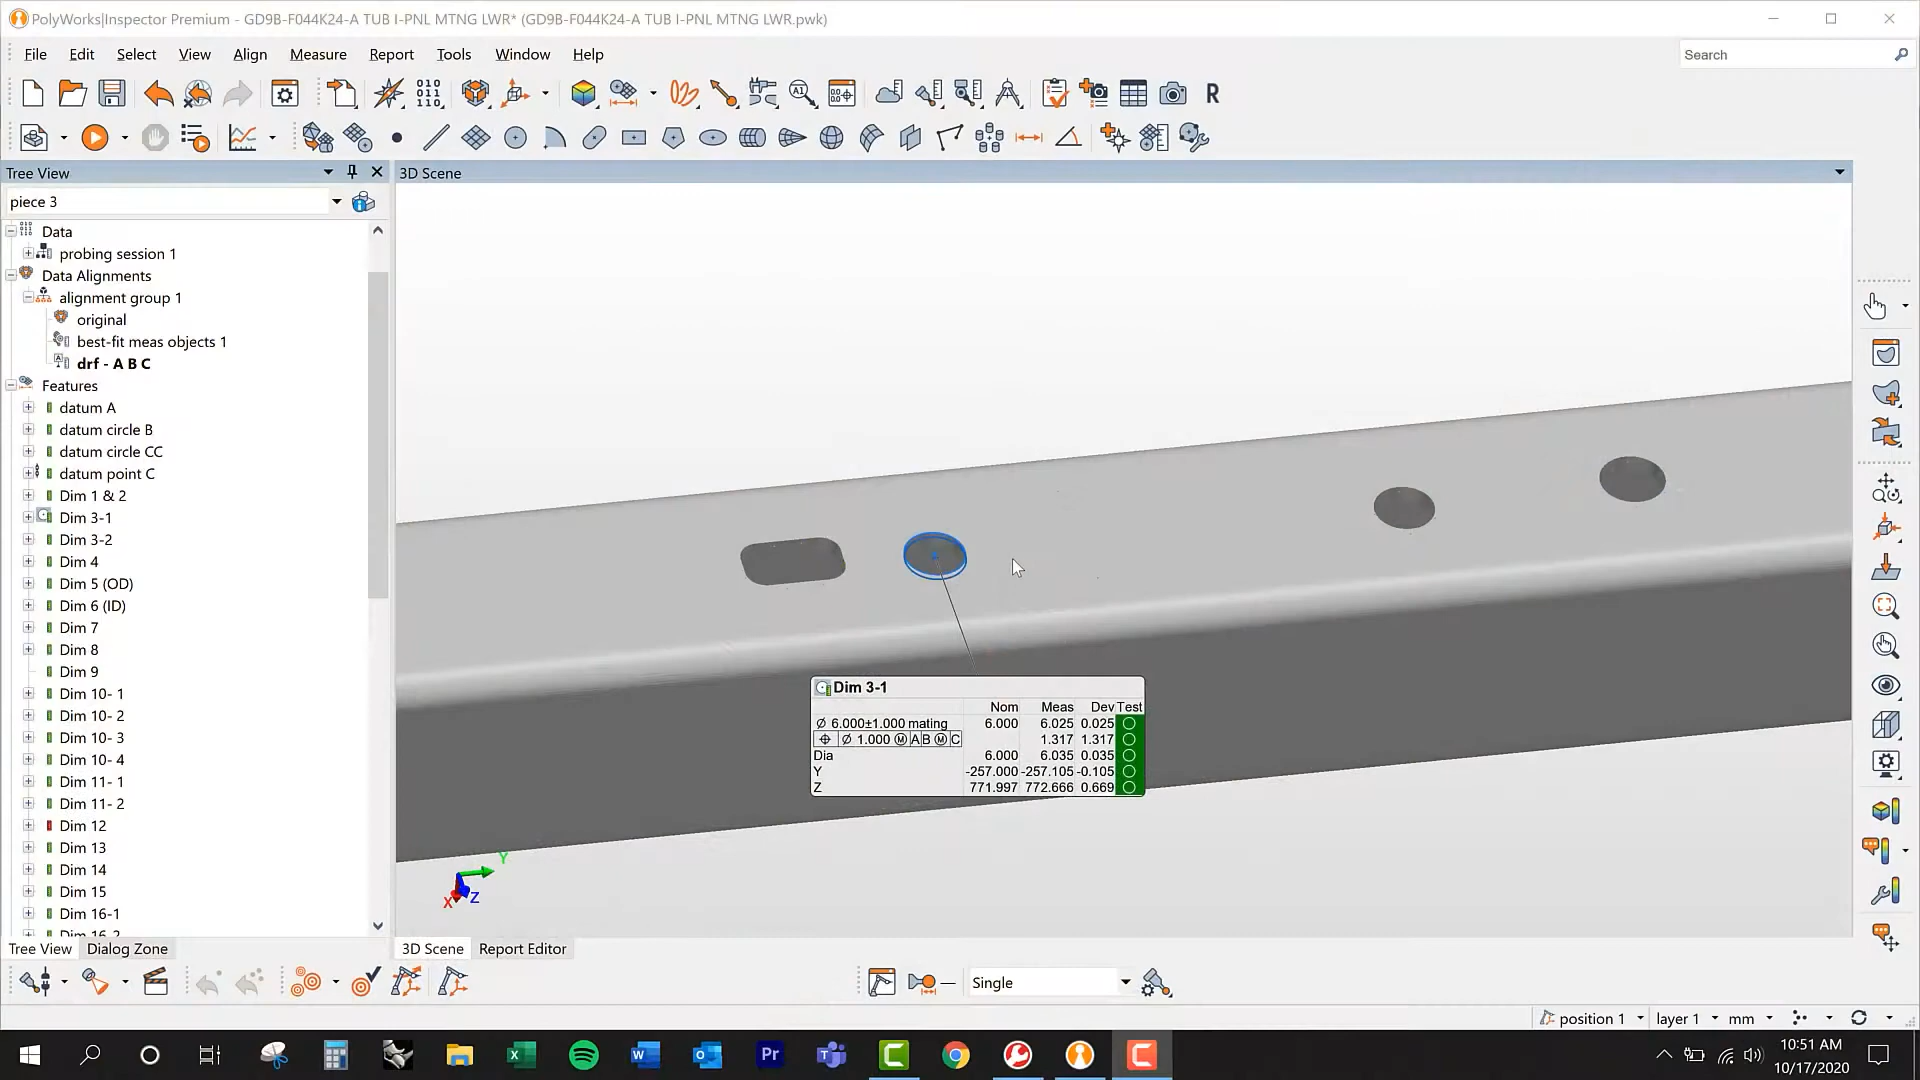 PolyWorks|Inspector Premium - GD9B-F044K24-A TUB I-PNL MTNG LWR* (GD9B-F044K24-A TUB I-PNL MTNG LWR.pwk)
File Edit Select View Align Measure Report Tools Window Help
Search
R
Tree View
3D Scene
piece 3
Data
probing session 1
Data Alignments
alignment group 1
original
best-fit meas objects 1
drf - A B C
Features
datum A
datum circle B
datum circle CC
datum point C
Dim 1 & 2
Dim 3-1
Dim 3-2
Dim 4
Dim 5 (OD)
Dim 6 (ID)
Dim 7
Dim 8
Dim 9
Dim 10- 1
Dim 10- 2
Dim 10- 3
Dim 10- 4
Dim 11- 1
Dim 11- 2
Dim 12
Dim 13
Dim 14
Dim 15
Dim 16-1
Dim 16-2
Dim 3-1
Nom Meas Dev Test
Ø 6.000±1.000 mating 6.000 6.025 0.025
⌖ Ø 1.000 Ⓜ A B Ⓜ C 1.317 1.317
Dia 6.000 6.035 0.035
Y -257.000 -257.105 -0.105
Z 771.997 772.666 0.669
Y
X
Z
Tree View Dialog Zone
3D Scene Report Editor
Single
position 1 layer 1 mm
10:51 AM
10/17/2020